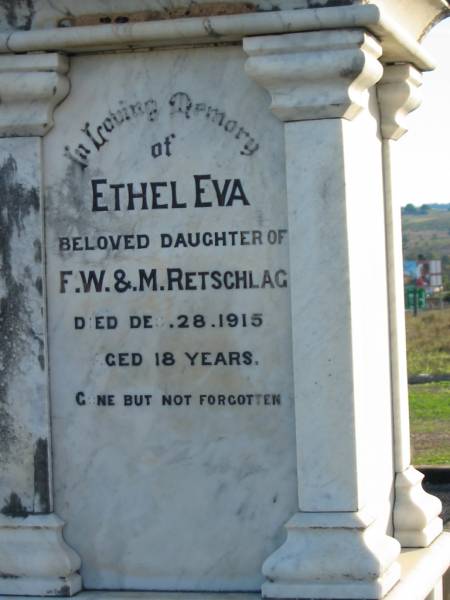 In Loving Memory
of
ETHEL EVA
BELOVED DAUGHTER OF
F.W. & M. RETSCHLAG
DIED DE .28.1915
GED 18 YEARS.
G NE BUT NOT FORGOTTEN